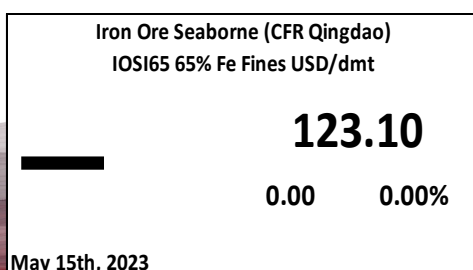 Iron Ore Seaborne (CFR Qingdao)
IOSI65 65% Fe Fines USD/dmt
123.10
0.00 0.00%
May 15th, 2023